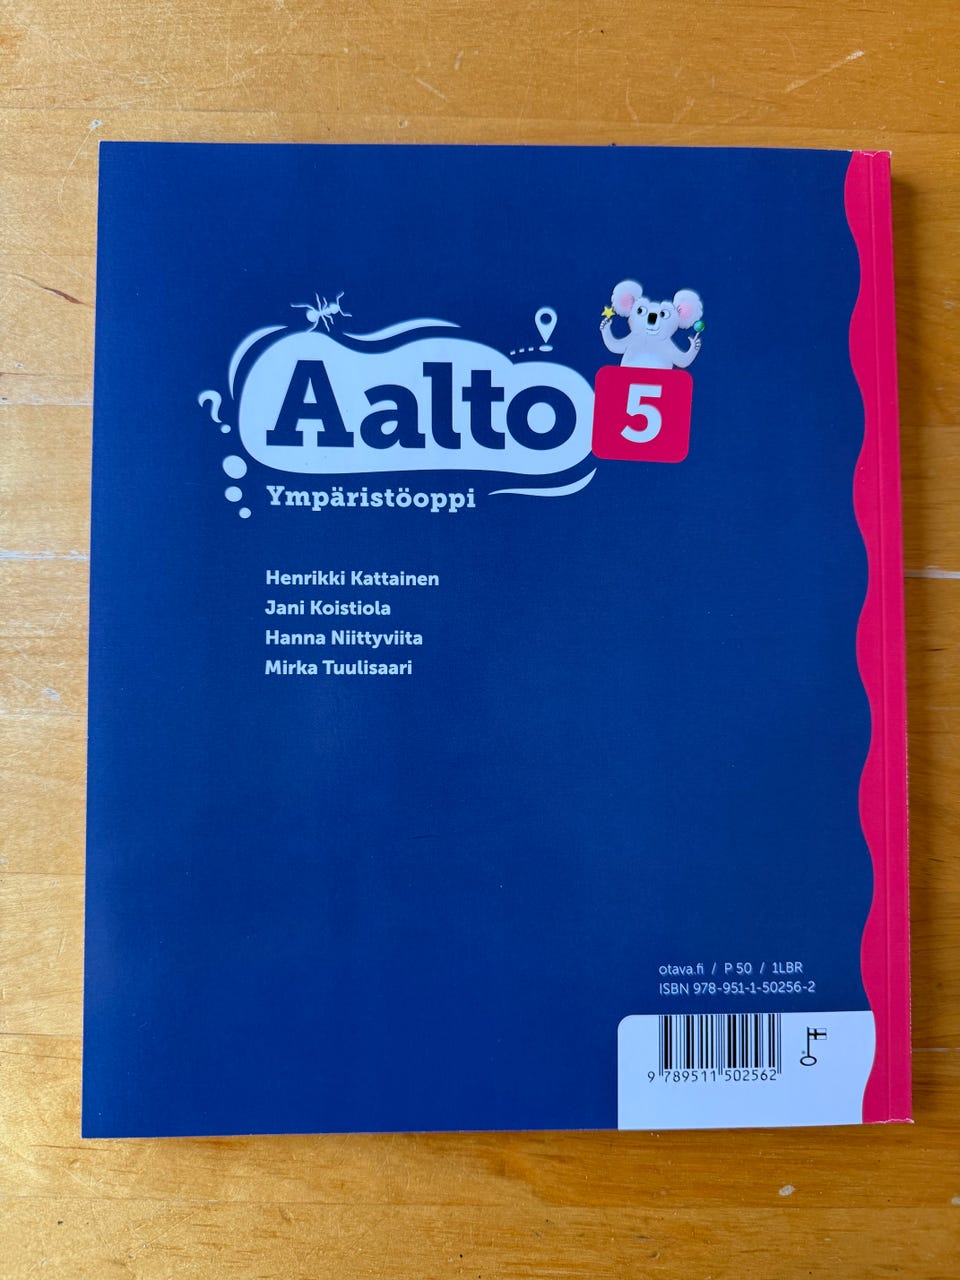 Aalto 5
Ympäristöoppi
Henrikki Kattainen
Jani Koistiola
Hanna Niittyviita
Mirka Tuulisaari
otava.fi / P 50 / 1LBR
ISBN 978-951-1-50256-2
9 789511 502562